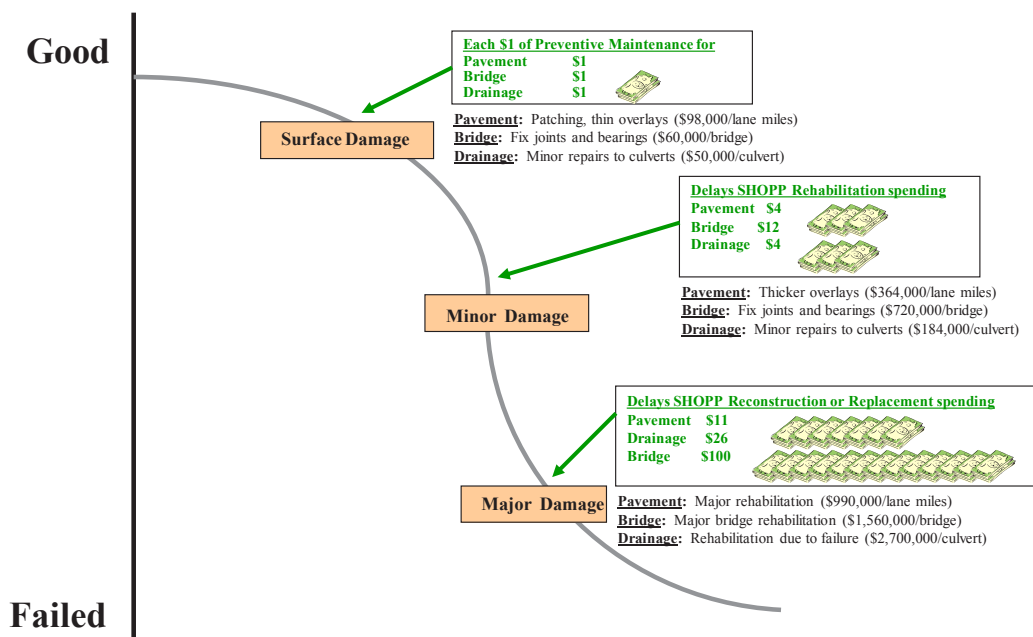 Good
Each $1 of Preventive Maintenance for
Pavement $1
Bridge $1
Drainage $1
Pavement: Patching, thin overlays ($98,000/lane miles)
Bridge: Fix joints and bearings ($60,000/bridge)
Drainage: Minor repairs to culverts ($50,000/culvert)
Surface Damage
Delays SHOPP Rehabilitation spending
Pavement $4
Bridge $12
Drainage $4
Pavement: Thicker overlays ($364,000/lane miles)
Bridge: Fix joints and bearings ($720,000/bridge)
Drainage: Minor repairs to culverts ($184,000/culvert)
Minor Damage
Delays SHOPP Reconstruction or Replacement spending
Pavement $11
Drainage $26
Bridge $100
Pavement: Major rehabilitation ($990,000/lane miles)
Bridge: Major bridge rehabilitation ($1,560,000/bridge)
Drainage: Rehabilitation due to failure ($2,700,000/culvert)
Major Damage
Failed